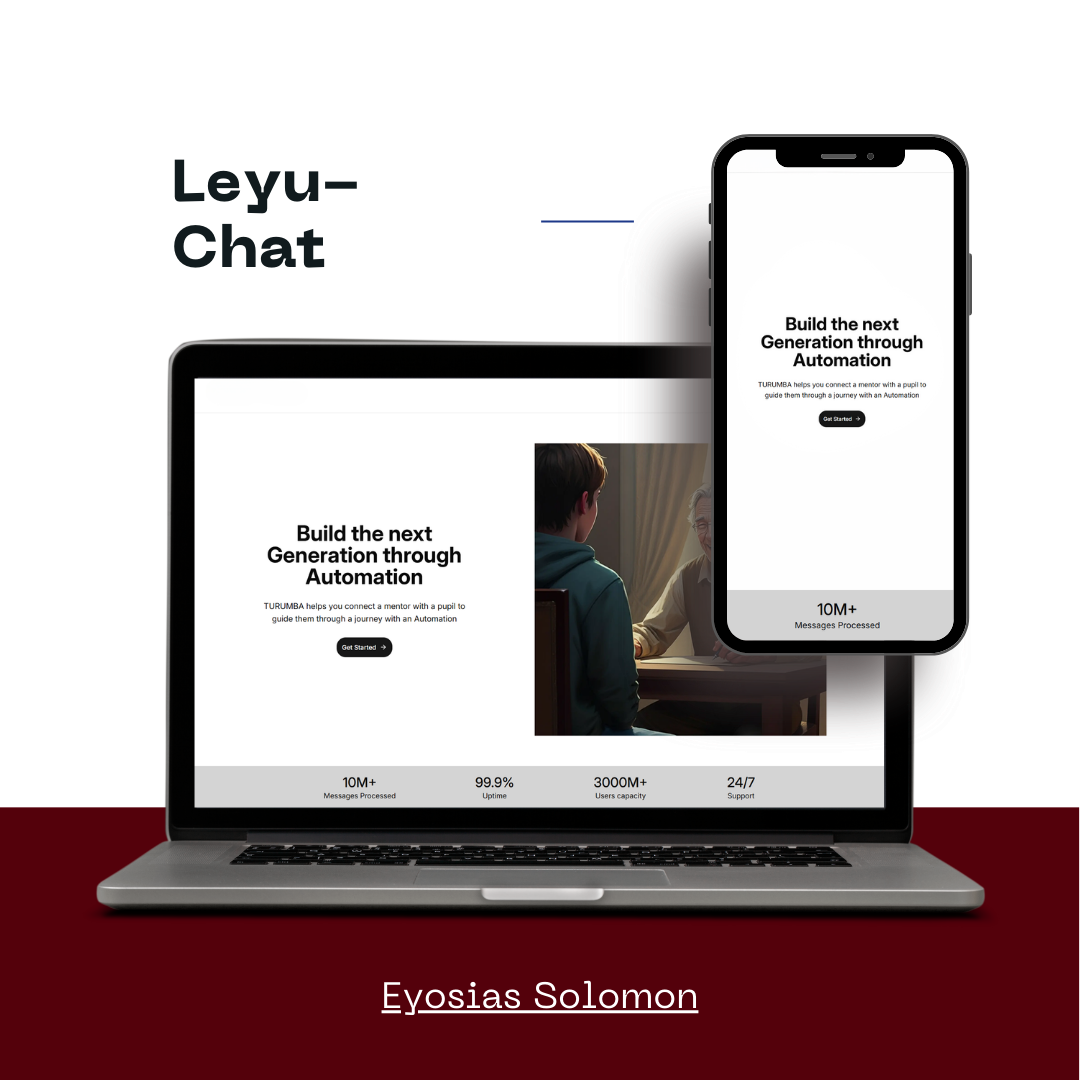 Leyu–
Chat
Build the next
Generation through
Automation
TURUMBA helps you connect a mentor with a pupil to
guide them through a journey with an Automation
Get Started →
10M+
Messages Processed
99.9%
Uptime
3000M+
Users capacity
24/7
Support
Build the next
Generation through
Automation
TURUMBA helps you connect a mentor with a pupil to
guide them through a journey with an Automation
Get Started →
10M+
Messages Processed
Eyosias Solomon